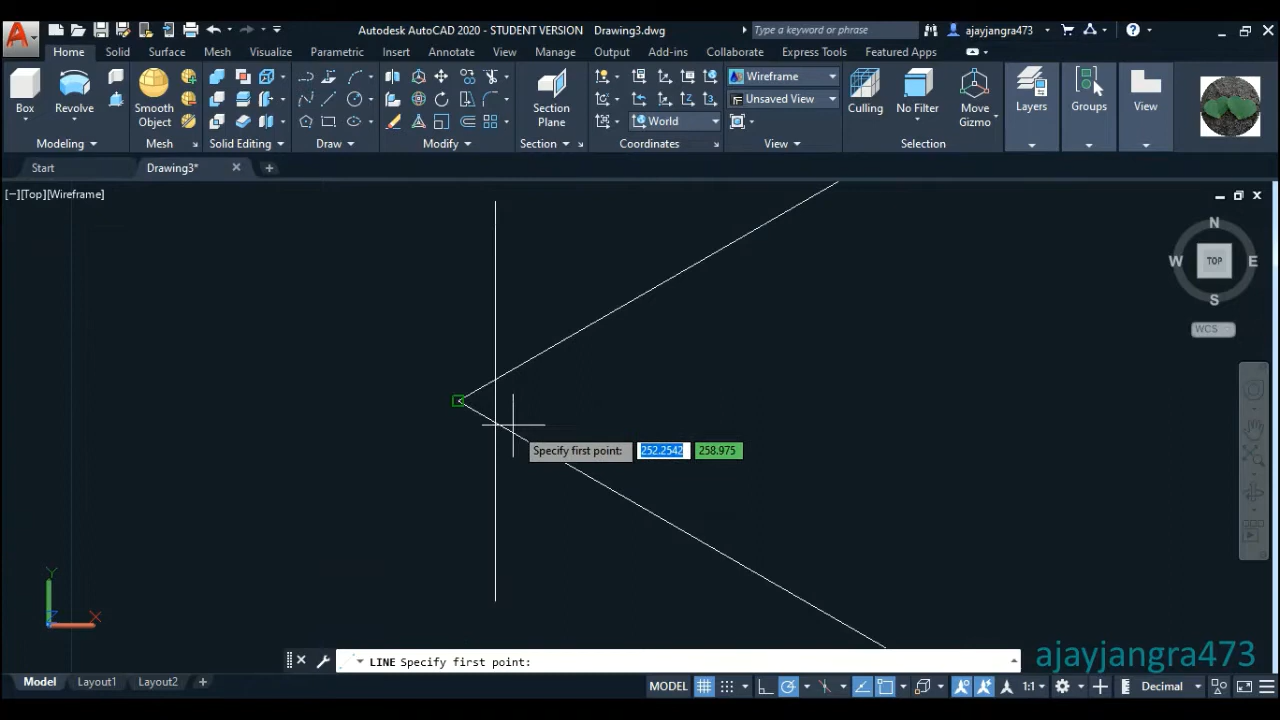 Autodesk AutoCAD 2020 - STUDENT VERSION Drawing3.dwg Type a keyword or phrase ajayjangra473
Home Solid Surface Mesh Visualize Parametric Insert Annotate View Manage Output Add-ins Collaborate Express Tools Featured Apps
Wireframe
Unsaved View
World
Box Revolve Smooth Object Section Plane Culling No Filter Move Gizmo Layers Groups View
Modeling Mesh Solid Editing Draw Modify Section Coordinates View Selection
Start Drawing3*
[−][Top][Wireframe]
N
W TOP E
S
WCS
Specify first point: 252.2542 258.975
Y
X
Z
LINE Specify first point:
ajayjangra473
Model Layout1 Layout2 MODEL 1:1 Decimal